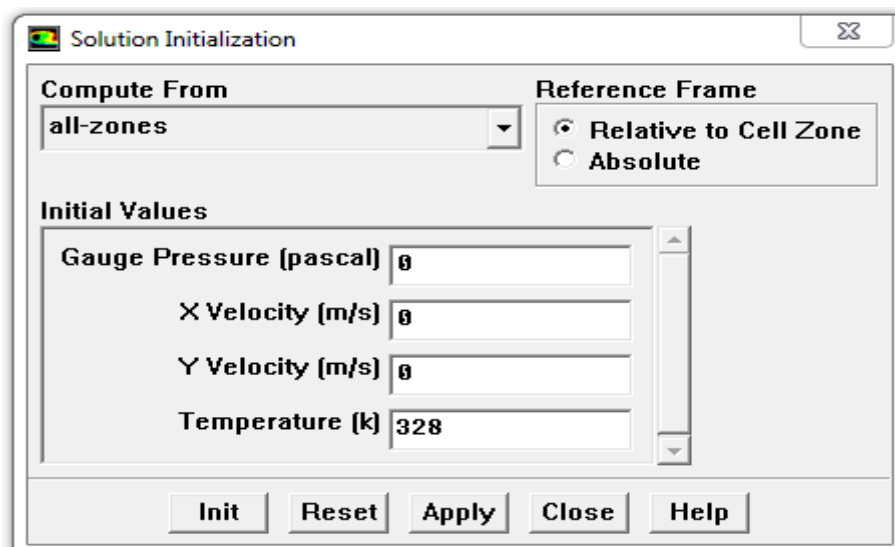 Solution Initialization
Compute From
all-zones
Reference Frame
Relative to Cell Zone
Absolute
Initial Values
Gauge Pressure (pascal) 0
X Velocity (m/s) 0
Y Velocity (m/s) 0
Temperature (k) 328
Init Reset Apply Close Help